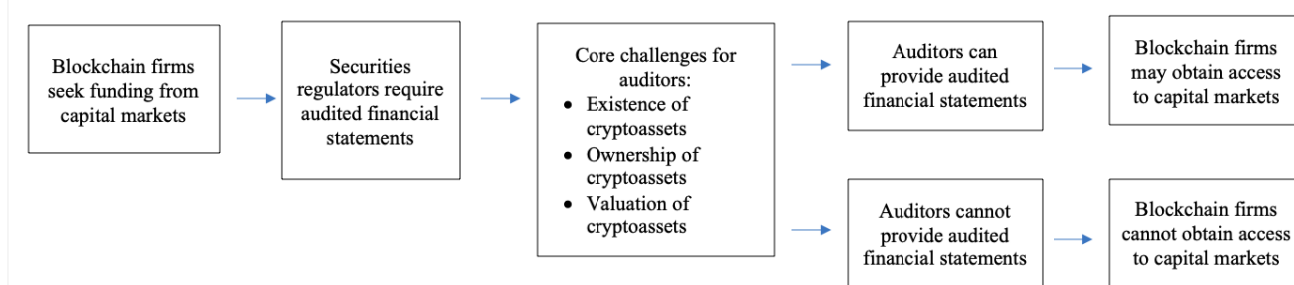 Blockchain firms
seek funding from
capital markets
Securities
regulators require
audited financial
statements
Core challenges for
auditors:
• Existence of
cryptoassets
• Ownership of
cryptoassets
• Valuation of
cryptoassets
Auditors can
provide audited
financial statements
Blockchain firms
may obtain access
to capital markets
Auditors cannot
provide audited
financial statements
Blockchain firms
cannot obtain access
to capital markets